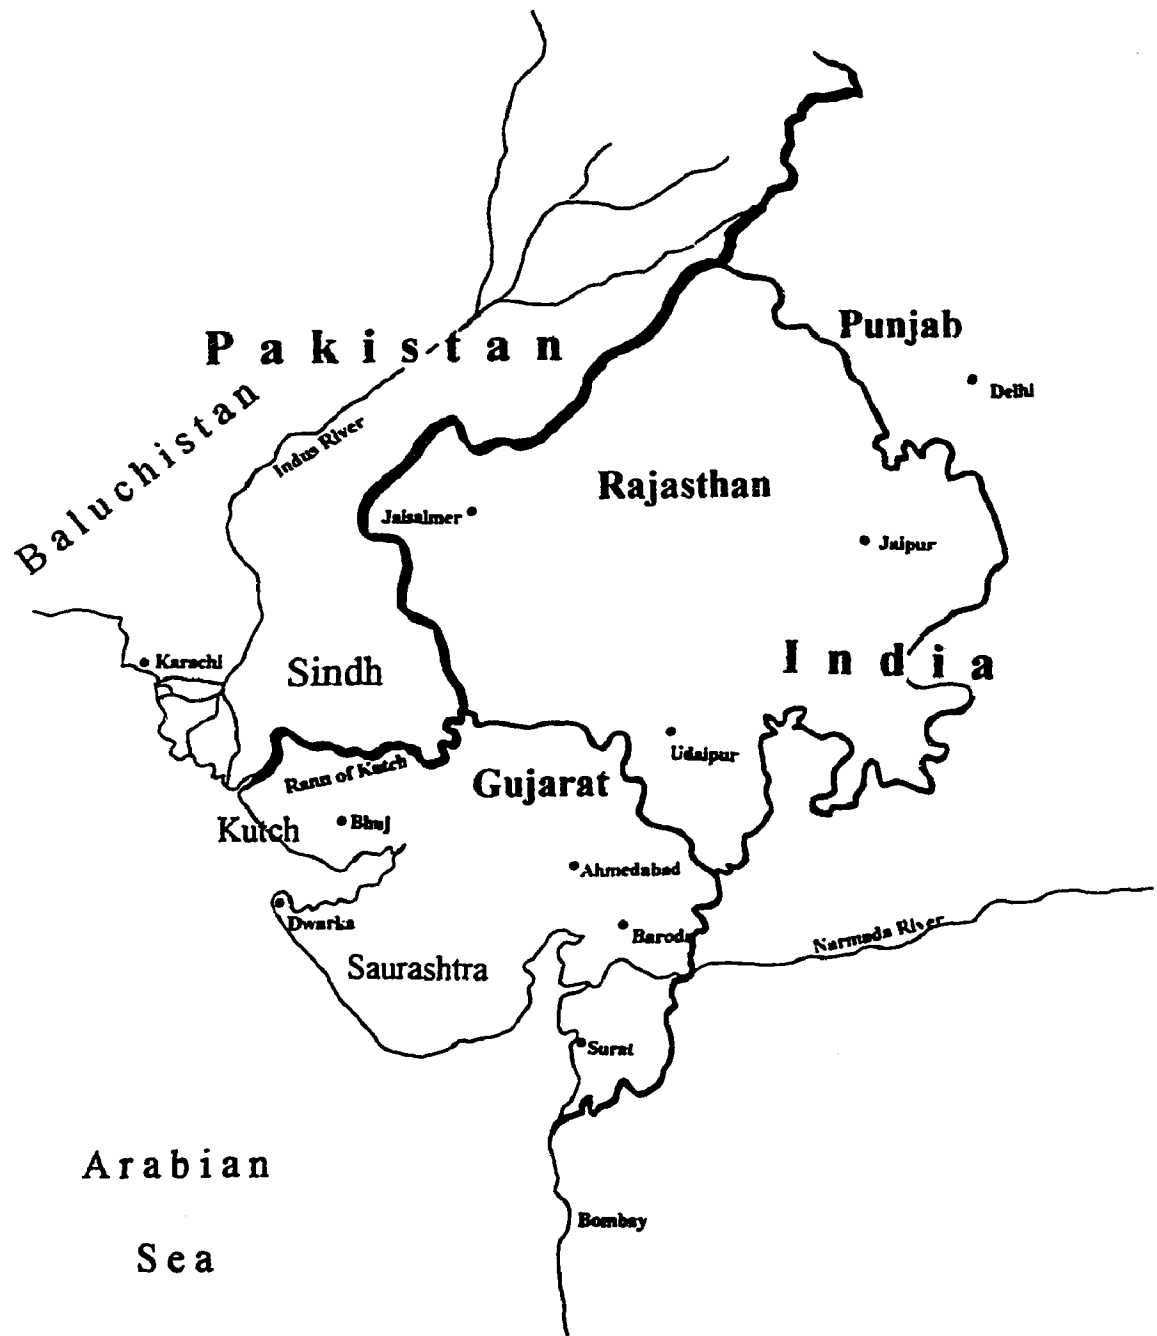 Punjab
Pakistan
Delhi
Baluchistan
Indus River
Rajasthan
Jaisalmer
Jaipur
Karachi
Sindh
India
Udaipur
Rann of Kutch
Gujarat
Kutch
Bhuj
Ahmedabad
Dwarka
Baroda
Narmada River
Saurashtra
Surat
Arabian
Sea
Bombay